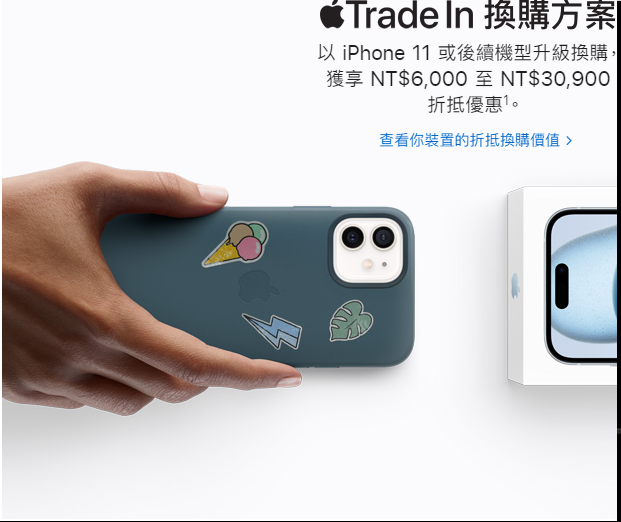 Trade In 換購方案
以 iPhone 11 或後續機型升級換購，
獲享 NT$6,000 至 NT$30,900
折抵優惠¹。
查看你裝置的折抵換購價值 >